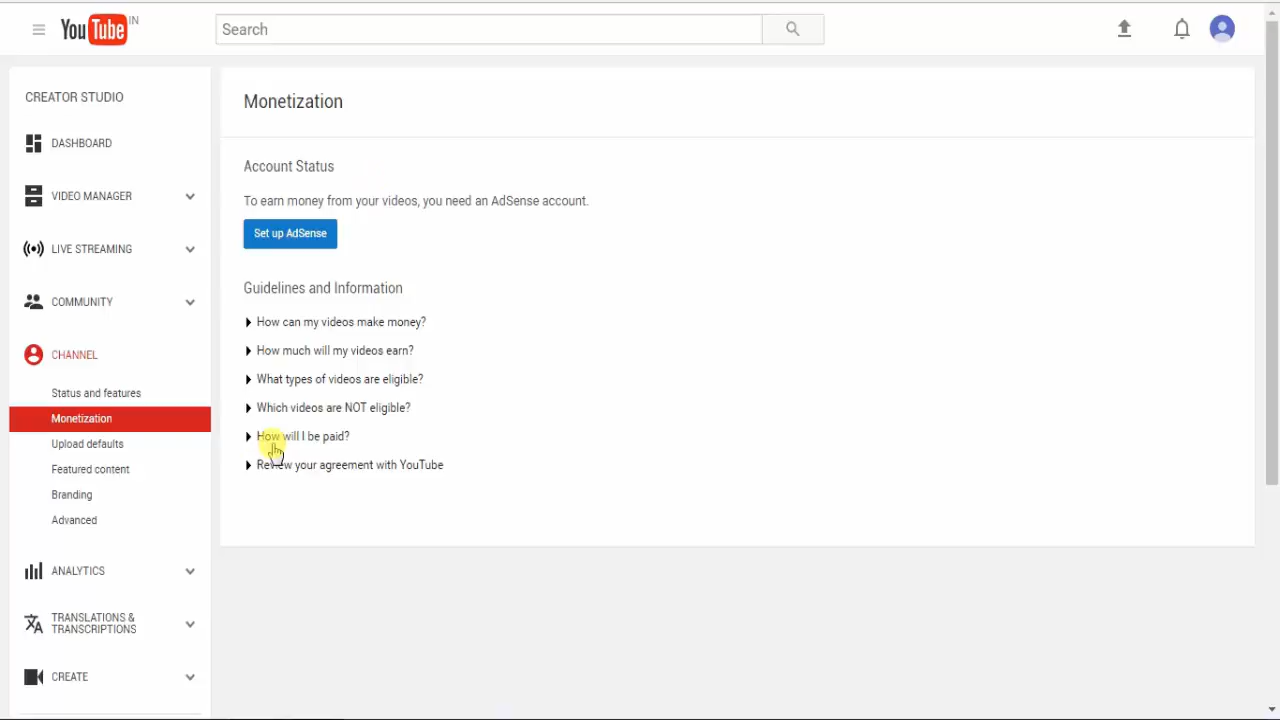 YouTube IN
Search
CREATOR STUDIO
DASHBOARD
VIDEO MANAGER
LIVE STREAMING
COMMUNITY
CHANNEL
Status and features
Monetization
Upload defaults
Featured content
Branding
Advanced
ANALYTICS
TRANSLATIONS &
TRANSCRIPTIONS
CREATE
Monetization
Account Status
To earn money from your videos, you need an AdSense account.
Set up AdSense
Guidelines and Information
How can my videos make money?
How much will my videos earn?
What types of videos are eligible?
Which videos are NOT eligible?
How will I be paid?
Review your agreement with YouTube